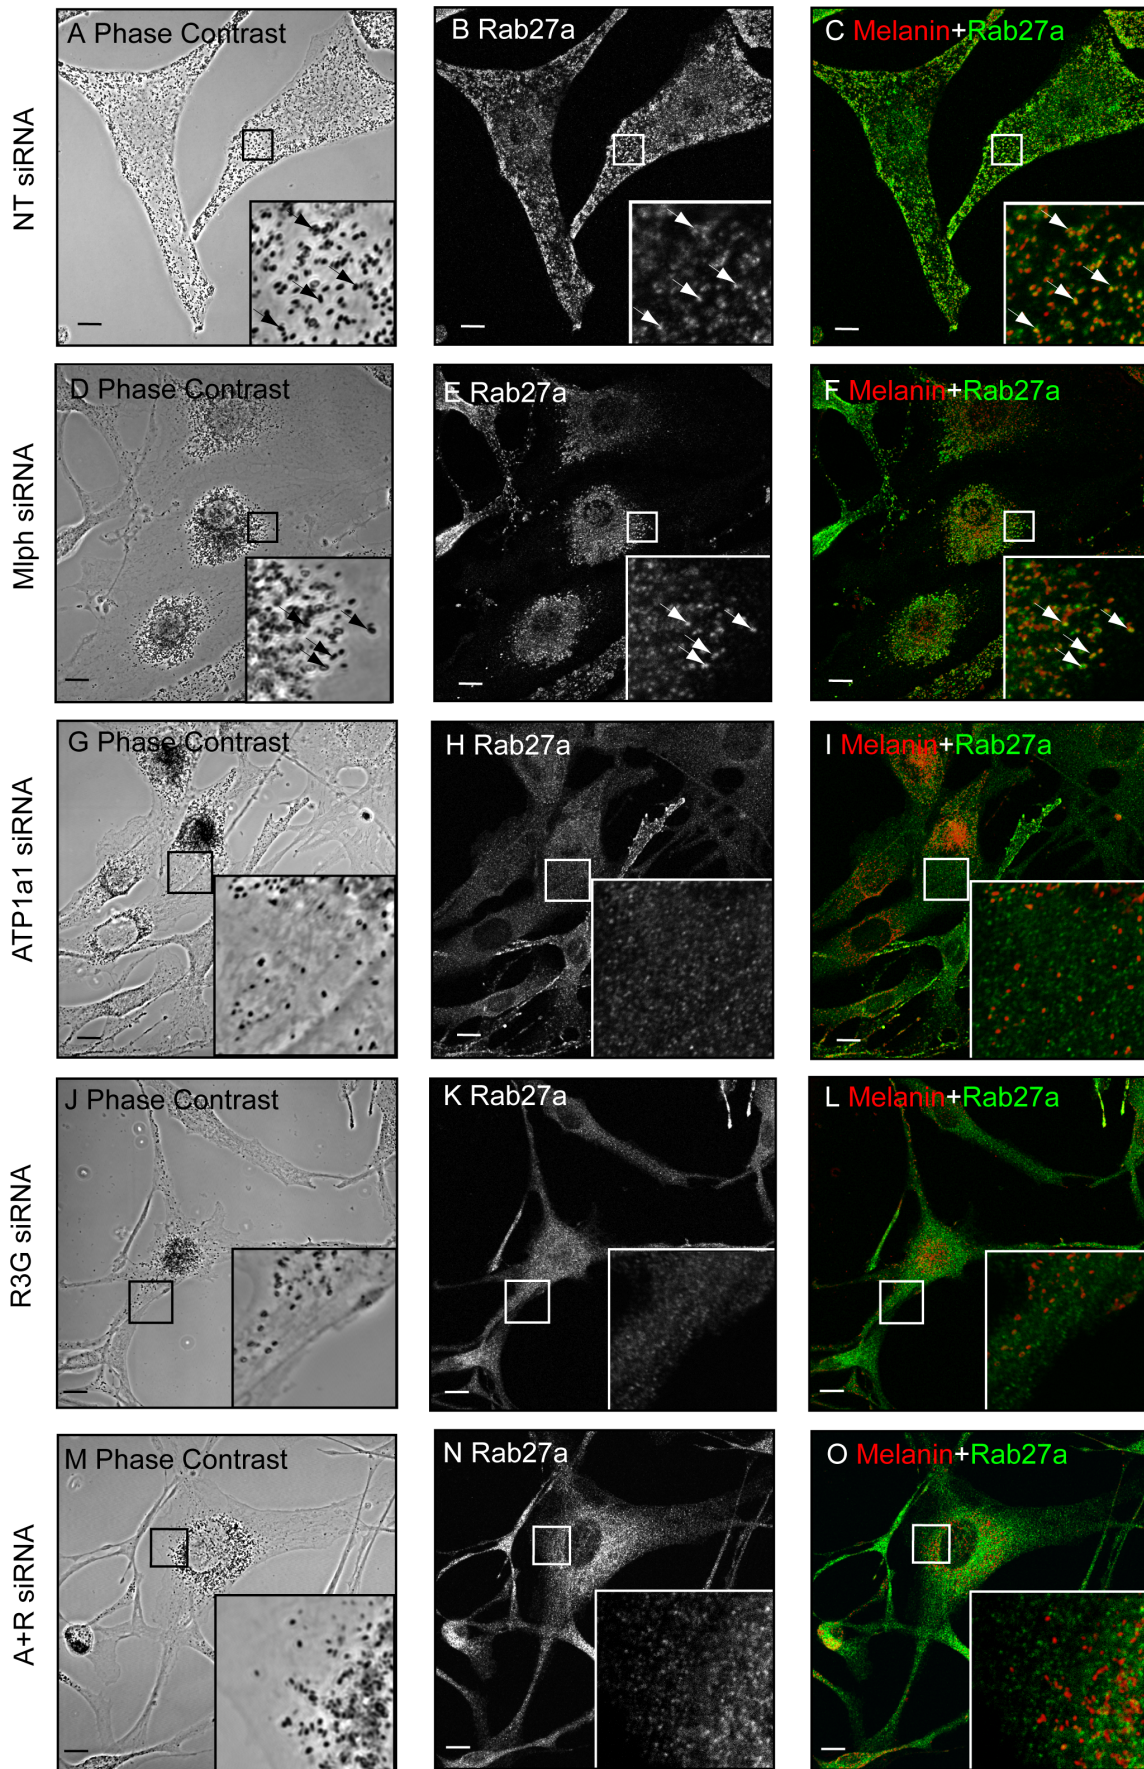 NT siRNA
A Phase Contrast
B Rab27a
C Melanin+Rab27a
Mlph siRNA
D Phase Contrast
E Rab27a
F Melanin+Rab27a
ATP1a1 siRNA
G Phase Contrast
H Rab27a
I Melanin+Rab27a
R3G siRNA
J Phase Contrast
K Rab27a
L Melanin+Rab27a
A+R siRNA
M Phase Contrast
N Rab27a
O Melanin+Rab27a